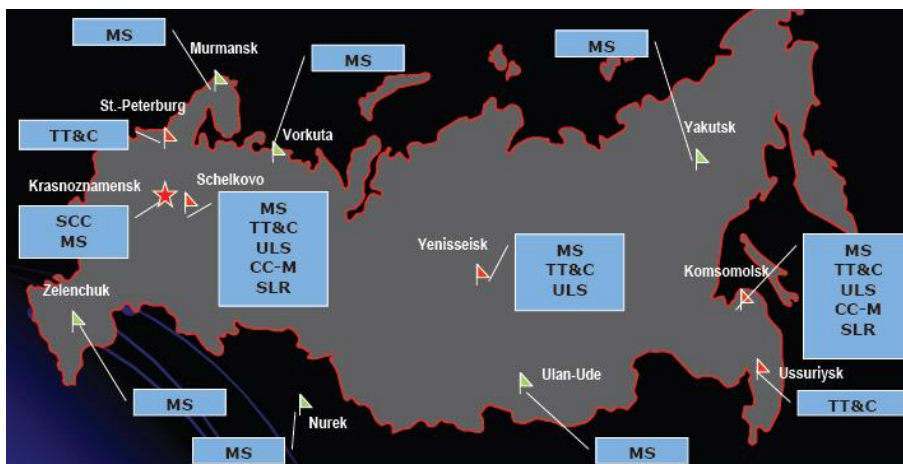 MS
Murmansk
MS
MS
St.-Peterburg
TT&C
Vorkuta
Yakutsk
Krasnoznamensk
Schelkovo
SCC
MS
MS
TT&C
ULS
CC-M
SLR
Yenisseisk
MS
TT&C
ULS
Komsomolsk
MS
TT&C
ULS
CC-M
SLR
Zelenchuk
MS
Nurek
MS
Ulan-Ude
MS
Ussuriysk
TT&C